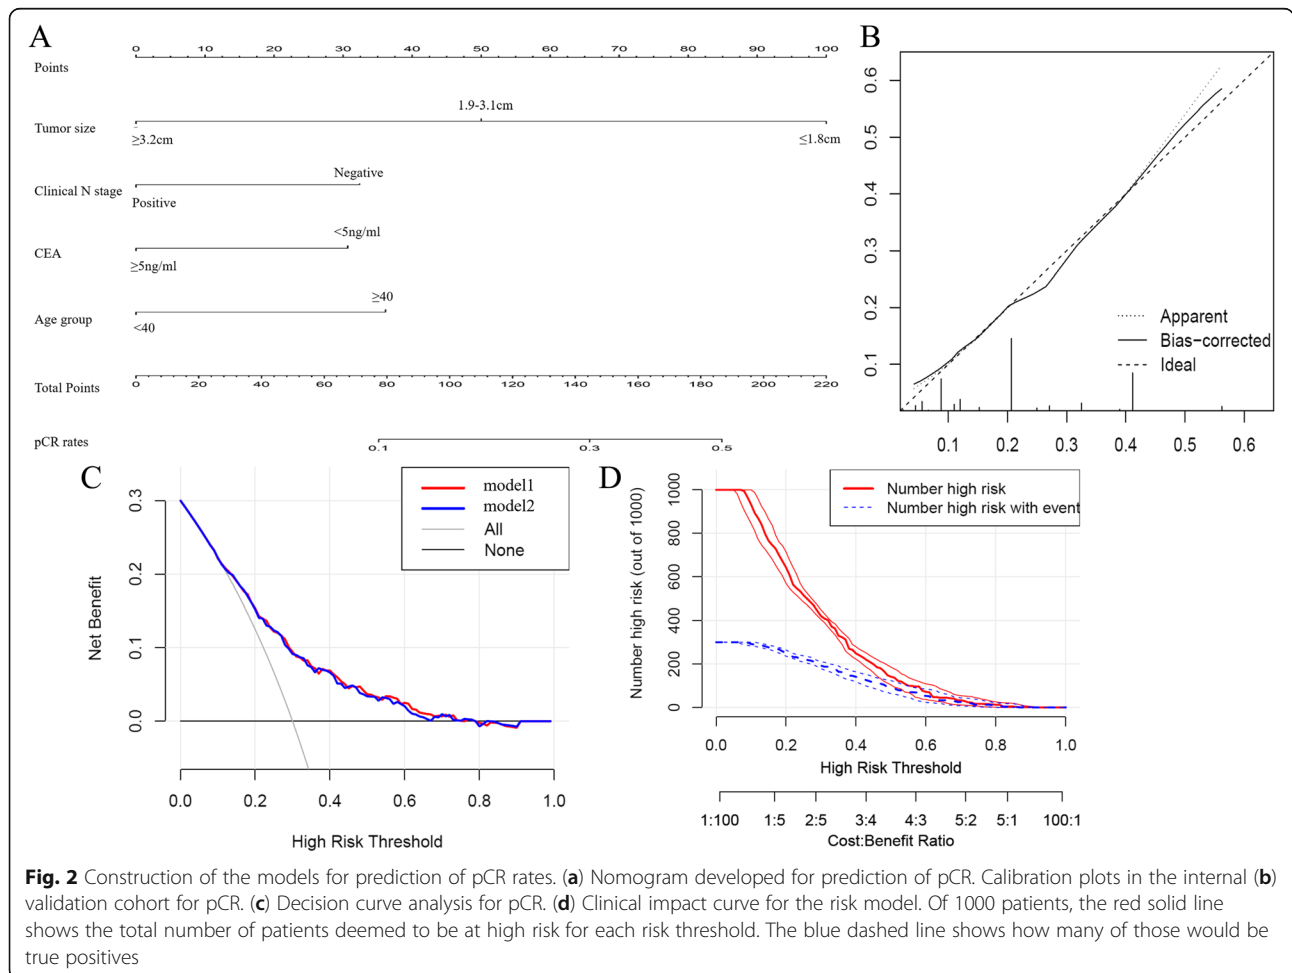 A
0 10 20 30 40 50 60 70 80 90 100
Points
1.9-3.1cm
Tumor size
≥3.2cm
≤1.8cm
Negative
Clinical N stage
Positive
<5ng/ml
CEA
≥5ng/ml
≥40
Age group
<40
Total Points
0 20 40 60 80 100 120 140 160 180 200 220
pCR rates
0.1 0.3 0.5
B
0.6
0.5
0.4
0.3
0.2
0.1
Apparent
Bias-corrected
Ideal
0.1 0.2 0.3 0.4 0.5 0.6
C
model1
model2
All
None
Net Benefit
0.3
0.2
0.1
0.0
0.0 0.2 0.4 0.6 0.8 1.0
High Risk Threshold
D
Number high risk
Number high risk with event
Number high risk (out of 1000)
1000
800
600
400
200
0
0.0 0.2 0.4 0.6 0.8 1.0
High Risk Threshold
1:100 1:5 2:5 3:4 4:3 5:2 5:1 100:1
Cost:Benefit Ratio
Fig. 2 Construction of the models for prediction of pCR rates. (a) Nomogram developed for prediction of pCR. Calibration plots in the internal (b)
validation cohort for pCR. (c) Decision curve analysis for pCR. (d) Clinical impact curve for the risk model. Of 1000 patients, the red solid line
shows the total number of patients deemed to be at high risk for each risk threshold. The blue dashed line shows how many of those would be
true positives